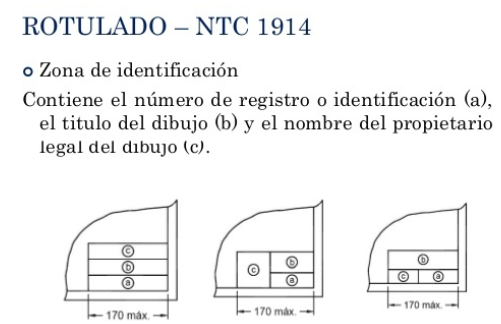 ROTULADO – NTC 1914
Zona de identificación
Contiene el número de registro o identificación (a),
el titulo del dibujo (b) y el nombre del propietario
legal del dibujo (c).
c
b
a
170 máx.
c
b
a
170 máx.
b
c a
170 máx.